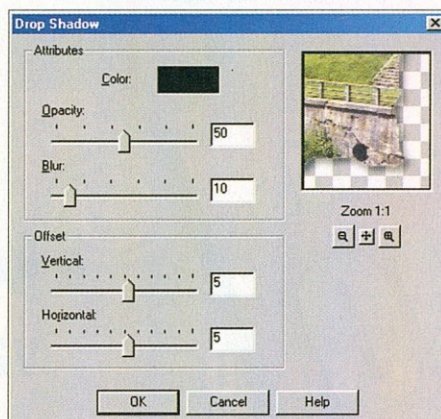 Drop Shadow
Attributes
Color:
Opacity:
50
Blur:
10
Offset
Vertical:
5
Horizontal:
5
Zoom 1:1
OK
Cancel
Help